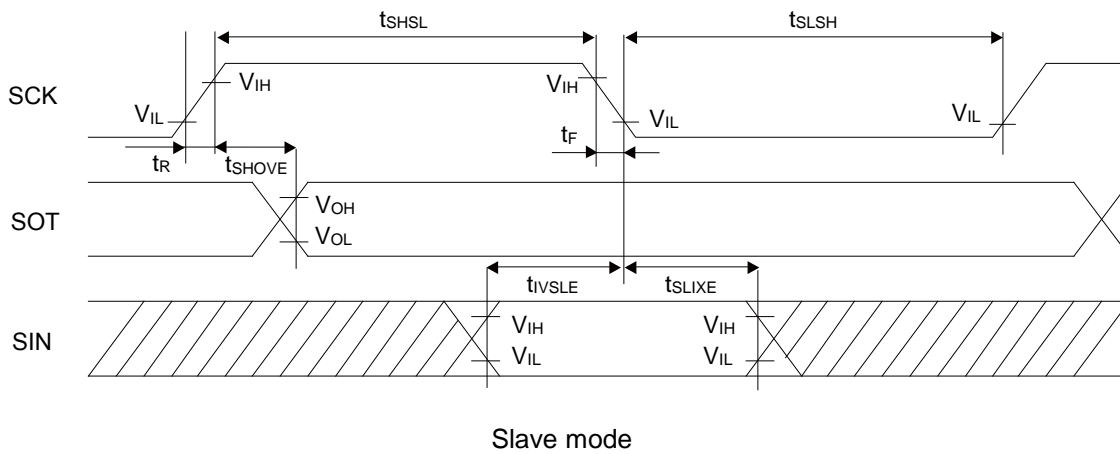 tSHSL
tSLSH
SCK
VIH
VIH
VIL
VIL
VIL
tR
tSHOVE
tF
SOT
VOH
VOL
tIVSLE
tSLIXE
SIN
VIH
VIH
VIL
VIL
Slave mode